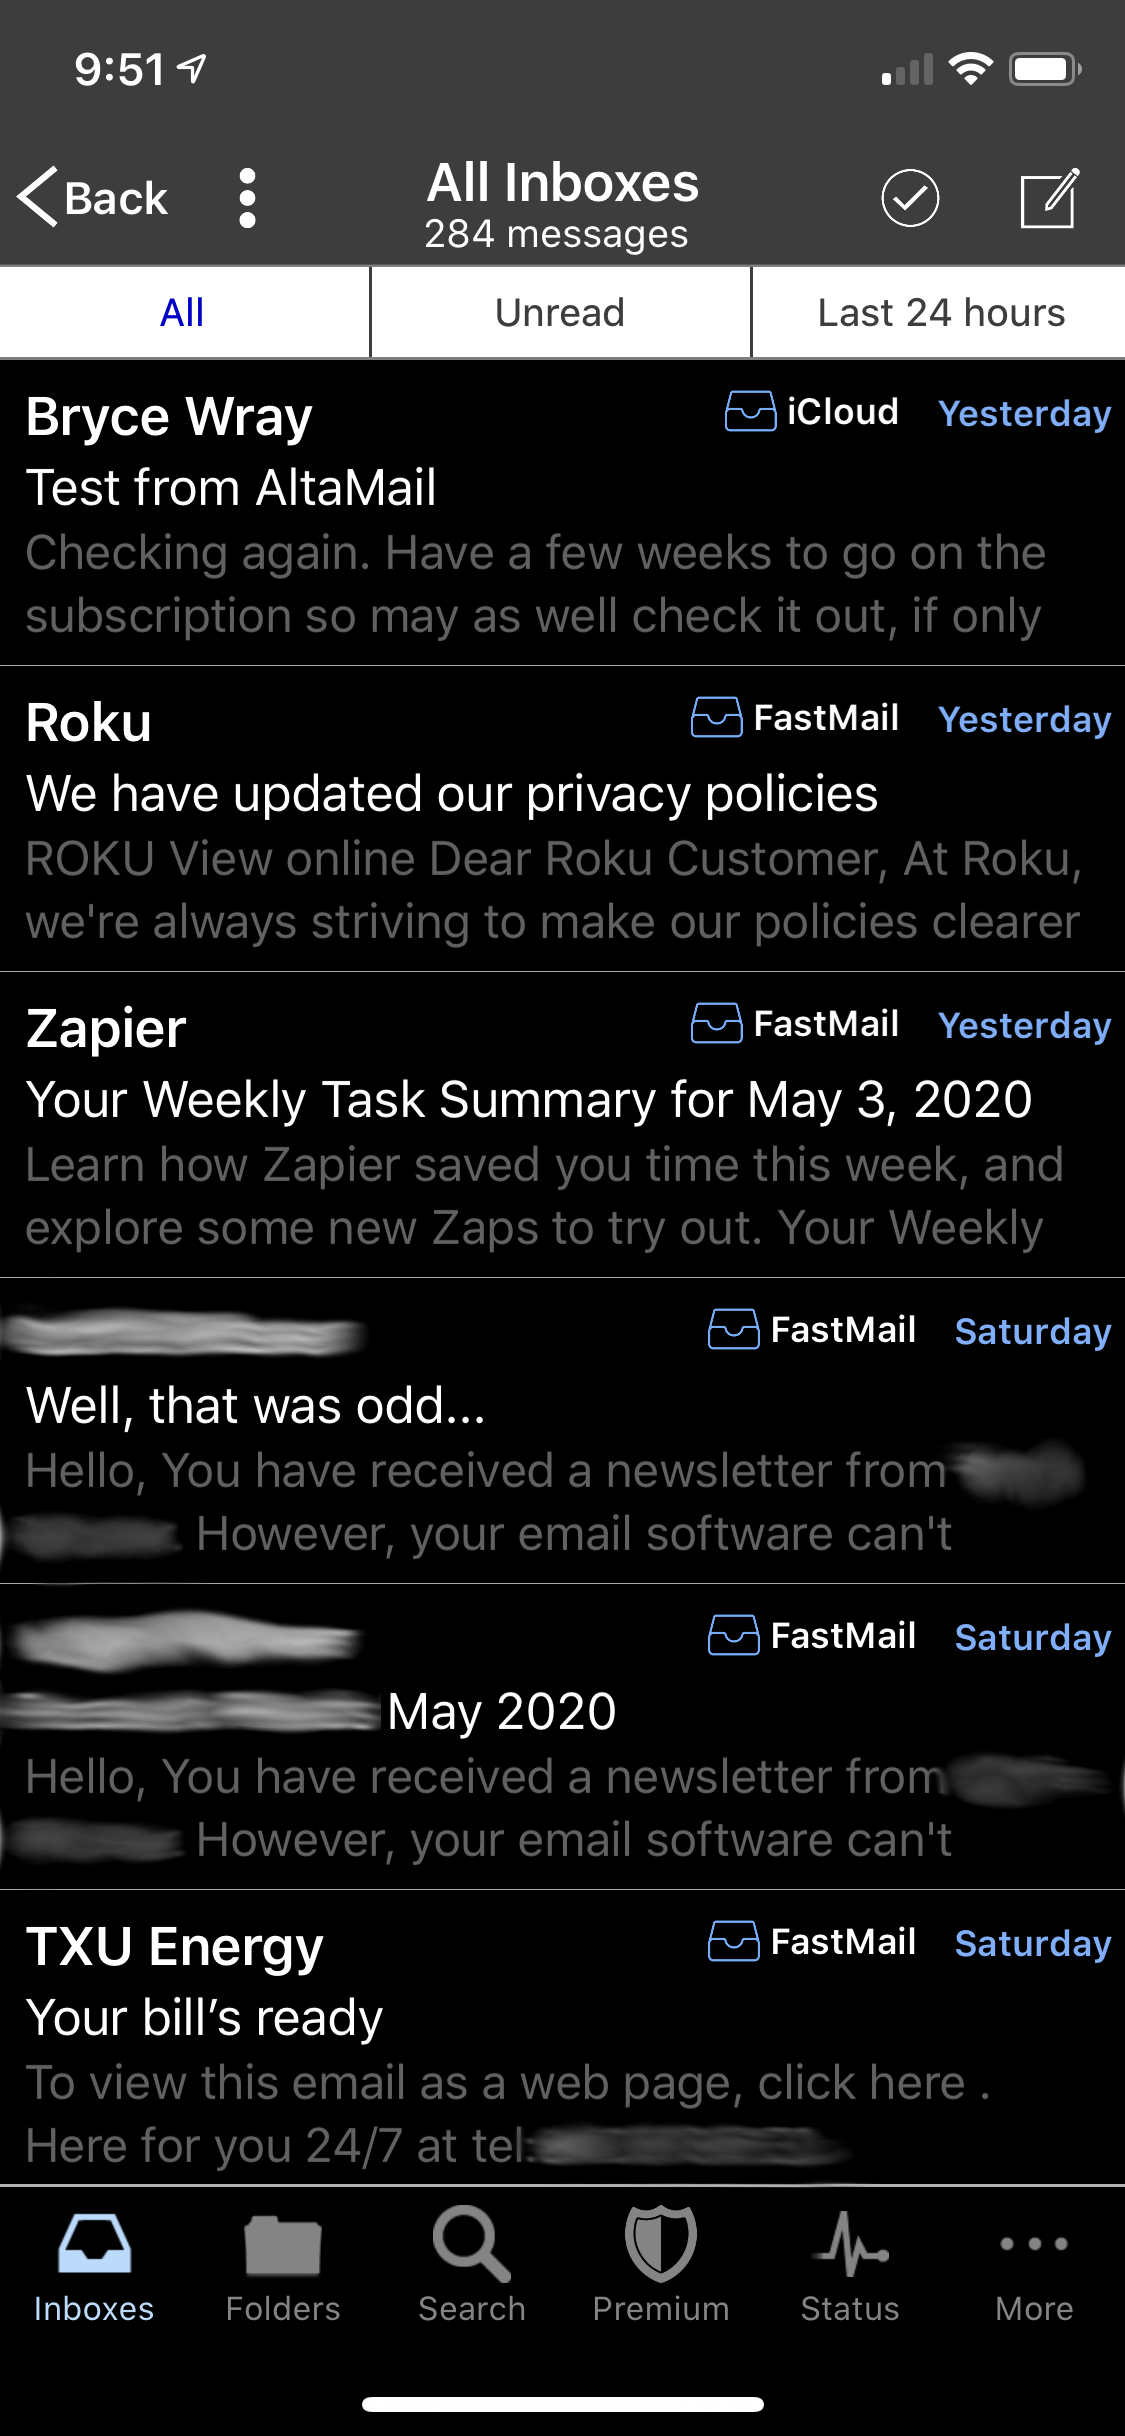 9:51
Back
All Inboxes
284 messages
All
Unread
Last 24 hours
Bryce Wray
iCloud
Yesterday
Test from AltaMail
Checking again. Have a few weeks to go on the
subscription so may as well check it out, if only
Roku
FastMail
Yesterday
We have updated our privacy policies
ROKU View online Dear Roku Customer, At Roku,
we're always striving to make our policies clearer
Zapier
FastMail
Yesterday
Your Weekly Task Summary for May 3, 2020
Learn how Zapier saved you time this week, and
explore some new Zaps to try out. Your Weekly
FastMail
Saturday
Well, that was odd...
Hello, You have received a newsletter from
. However, your email software can't
FastMail
Saturday
May 2020
Hello, You have received a newsletter from
However, your email software can't
TXU Energy
FastMail
Saturday
Your bill’s ready
To view this email as a web page, click here .
Here for you 24/7 at tel:
Inboxes
Folders
Search
Premium
Status
More